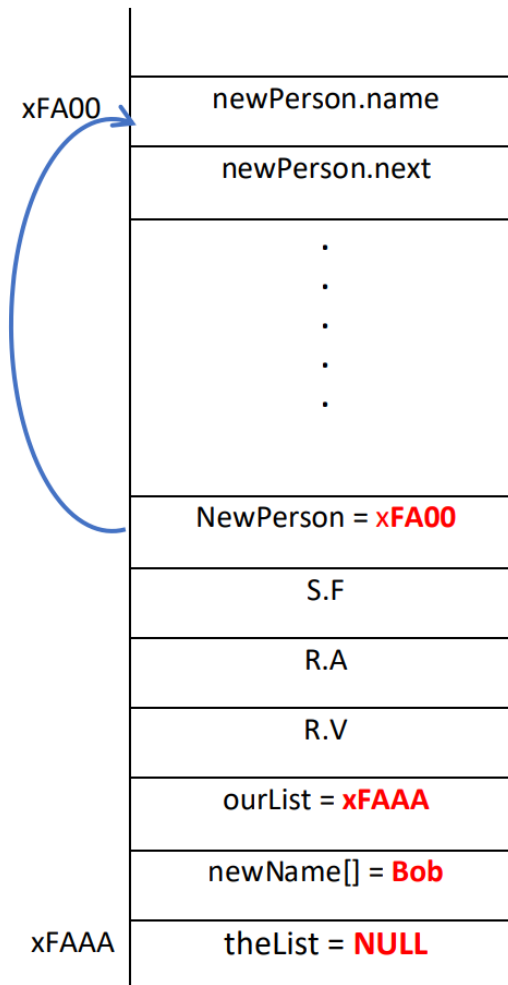 xFA00
newPerson.name
newPerson.next
.
.
.
.
.
NewPerson = xFA00
S.F
R.A
R.V
ourList = xFAAA
newName[] = Bob
xFAAA
theList = NULL